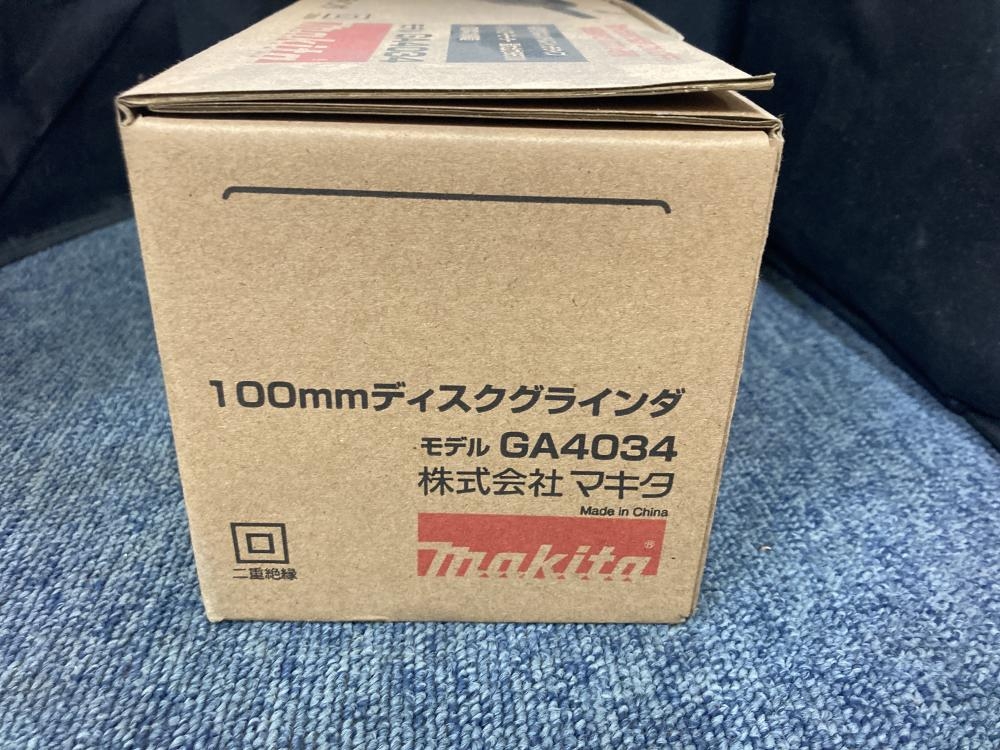 100mmディスクグラインダ
モデル GA4034
株式会社 マキタ
Made in China
makita®
二重絶縁